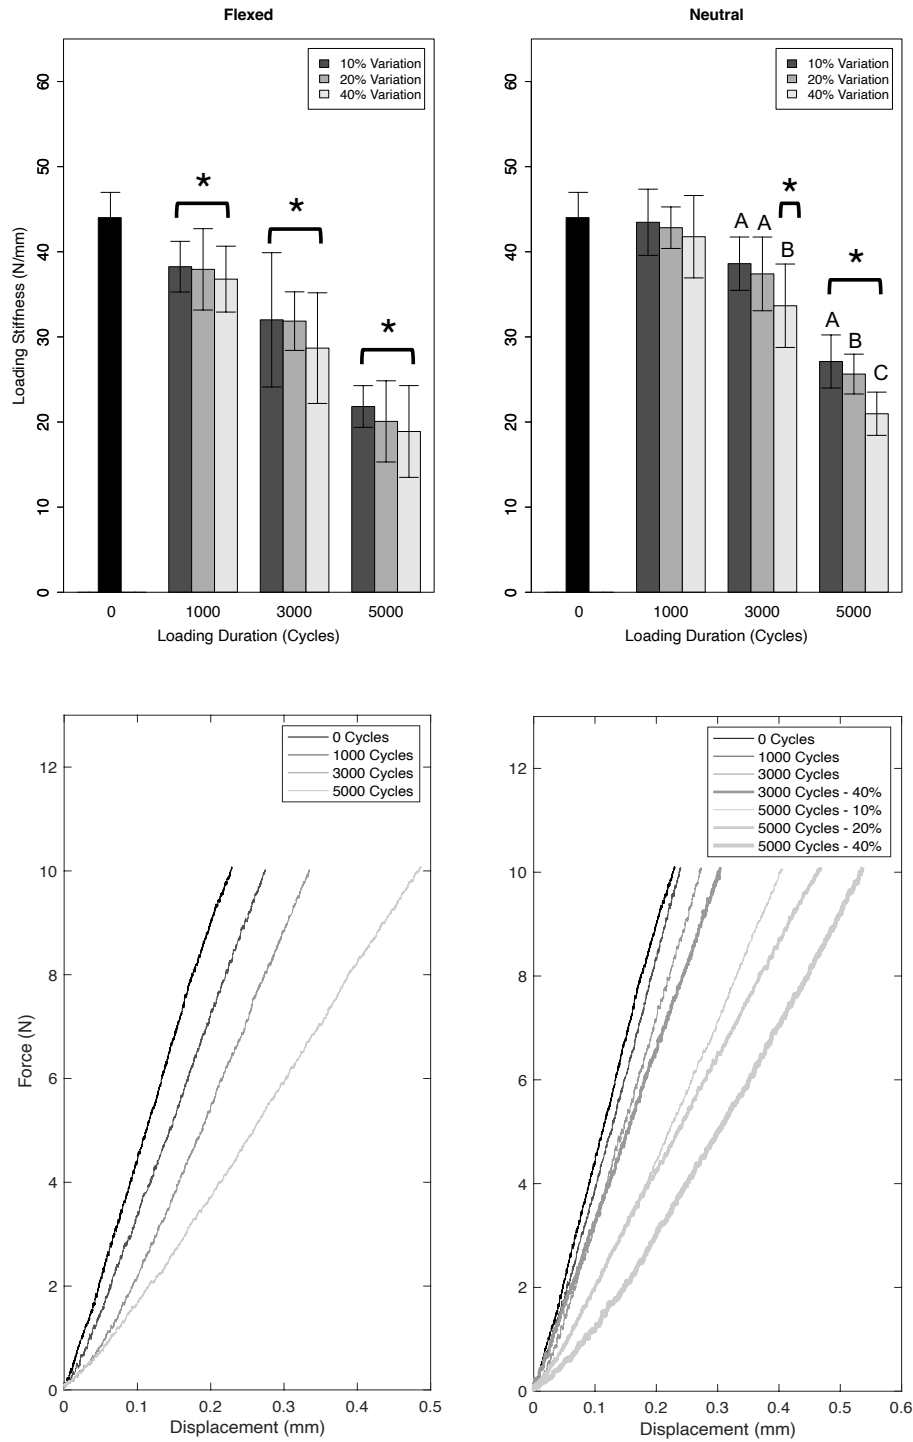 Flexed
10% Variation
20% Variation
40% Variation
Loading Stiffness (N/mm)
60
50
40
30
20
10
0
*
*
*
0 1000 3000 5000
Loading Duration (Cycles)
Neutral
10% Variation
20% Variation
40% Variation
60
50
40
30
20
10
0
*
A A
B
*
A
B
C
0 1000 3000 5000
Loading Duration (Cycles)
0 Cycles
1000 Cycles
3000 Cycles
5000 Cycles
Force (N)
12
10
8
6
4
2
0
0 0.1 0.2 0.3 0.4 0.5
Displacement (mm)
0 Cycles
1000 Cycles
3000 Cycles
3000 Cycles - 40%
5000 Cycles - 10%
5000 Cycles - 20%
5000 Cycles - 40%
12
10
8
6
4
2
0
0 0.1 0.2 0.3 0.4 0.5 0.6
Displacement (mm)